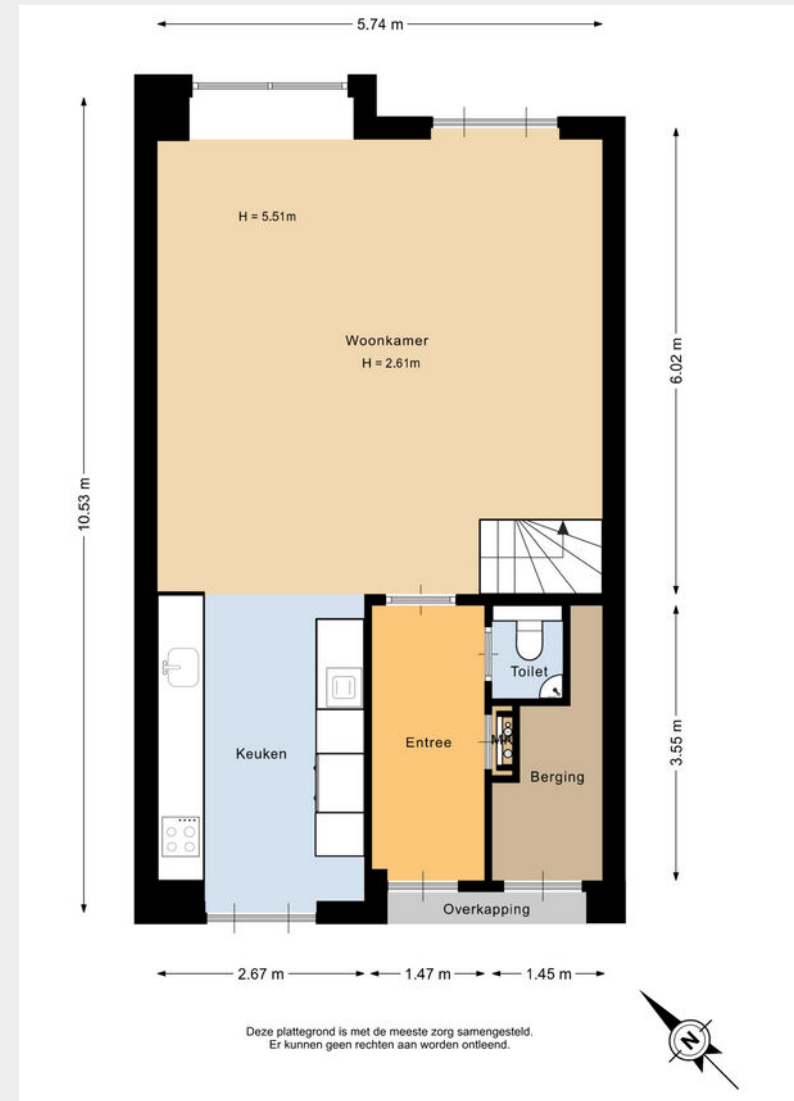 5.74 m
H = 5.51m
Woonkamer
H = 2.61m
6.02 m
10.53 m
Toilet
Keuken
Entree
MK
Berging
3.55 m
Overkapping
2.67 m
1.47 m
1.45 m
N
Deze plattegrond is met de meeste zorg samengesteld.
Er kunnen geen rechten aan worden ontleend.